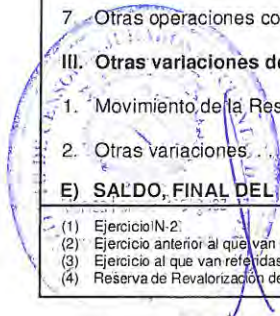 7. Otras operaciones co
III. Otras variaciones de
1. Movimiento de la Res
2. Otras variaciones
E) SALDO, FINAL DEL
(1) Ejercicio N-2.
(2) Ejercicio anterior al que van
(3) Ejercicio al que van referidas
(4) Reserva de Revalorización de